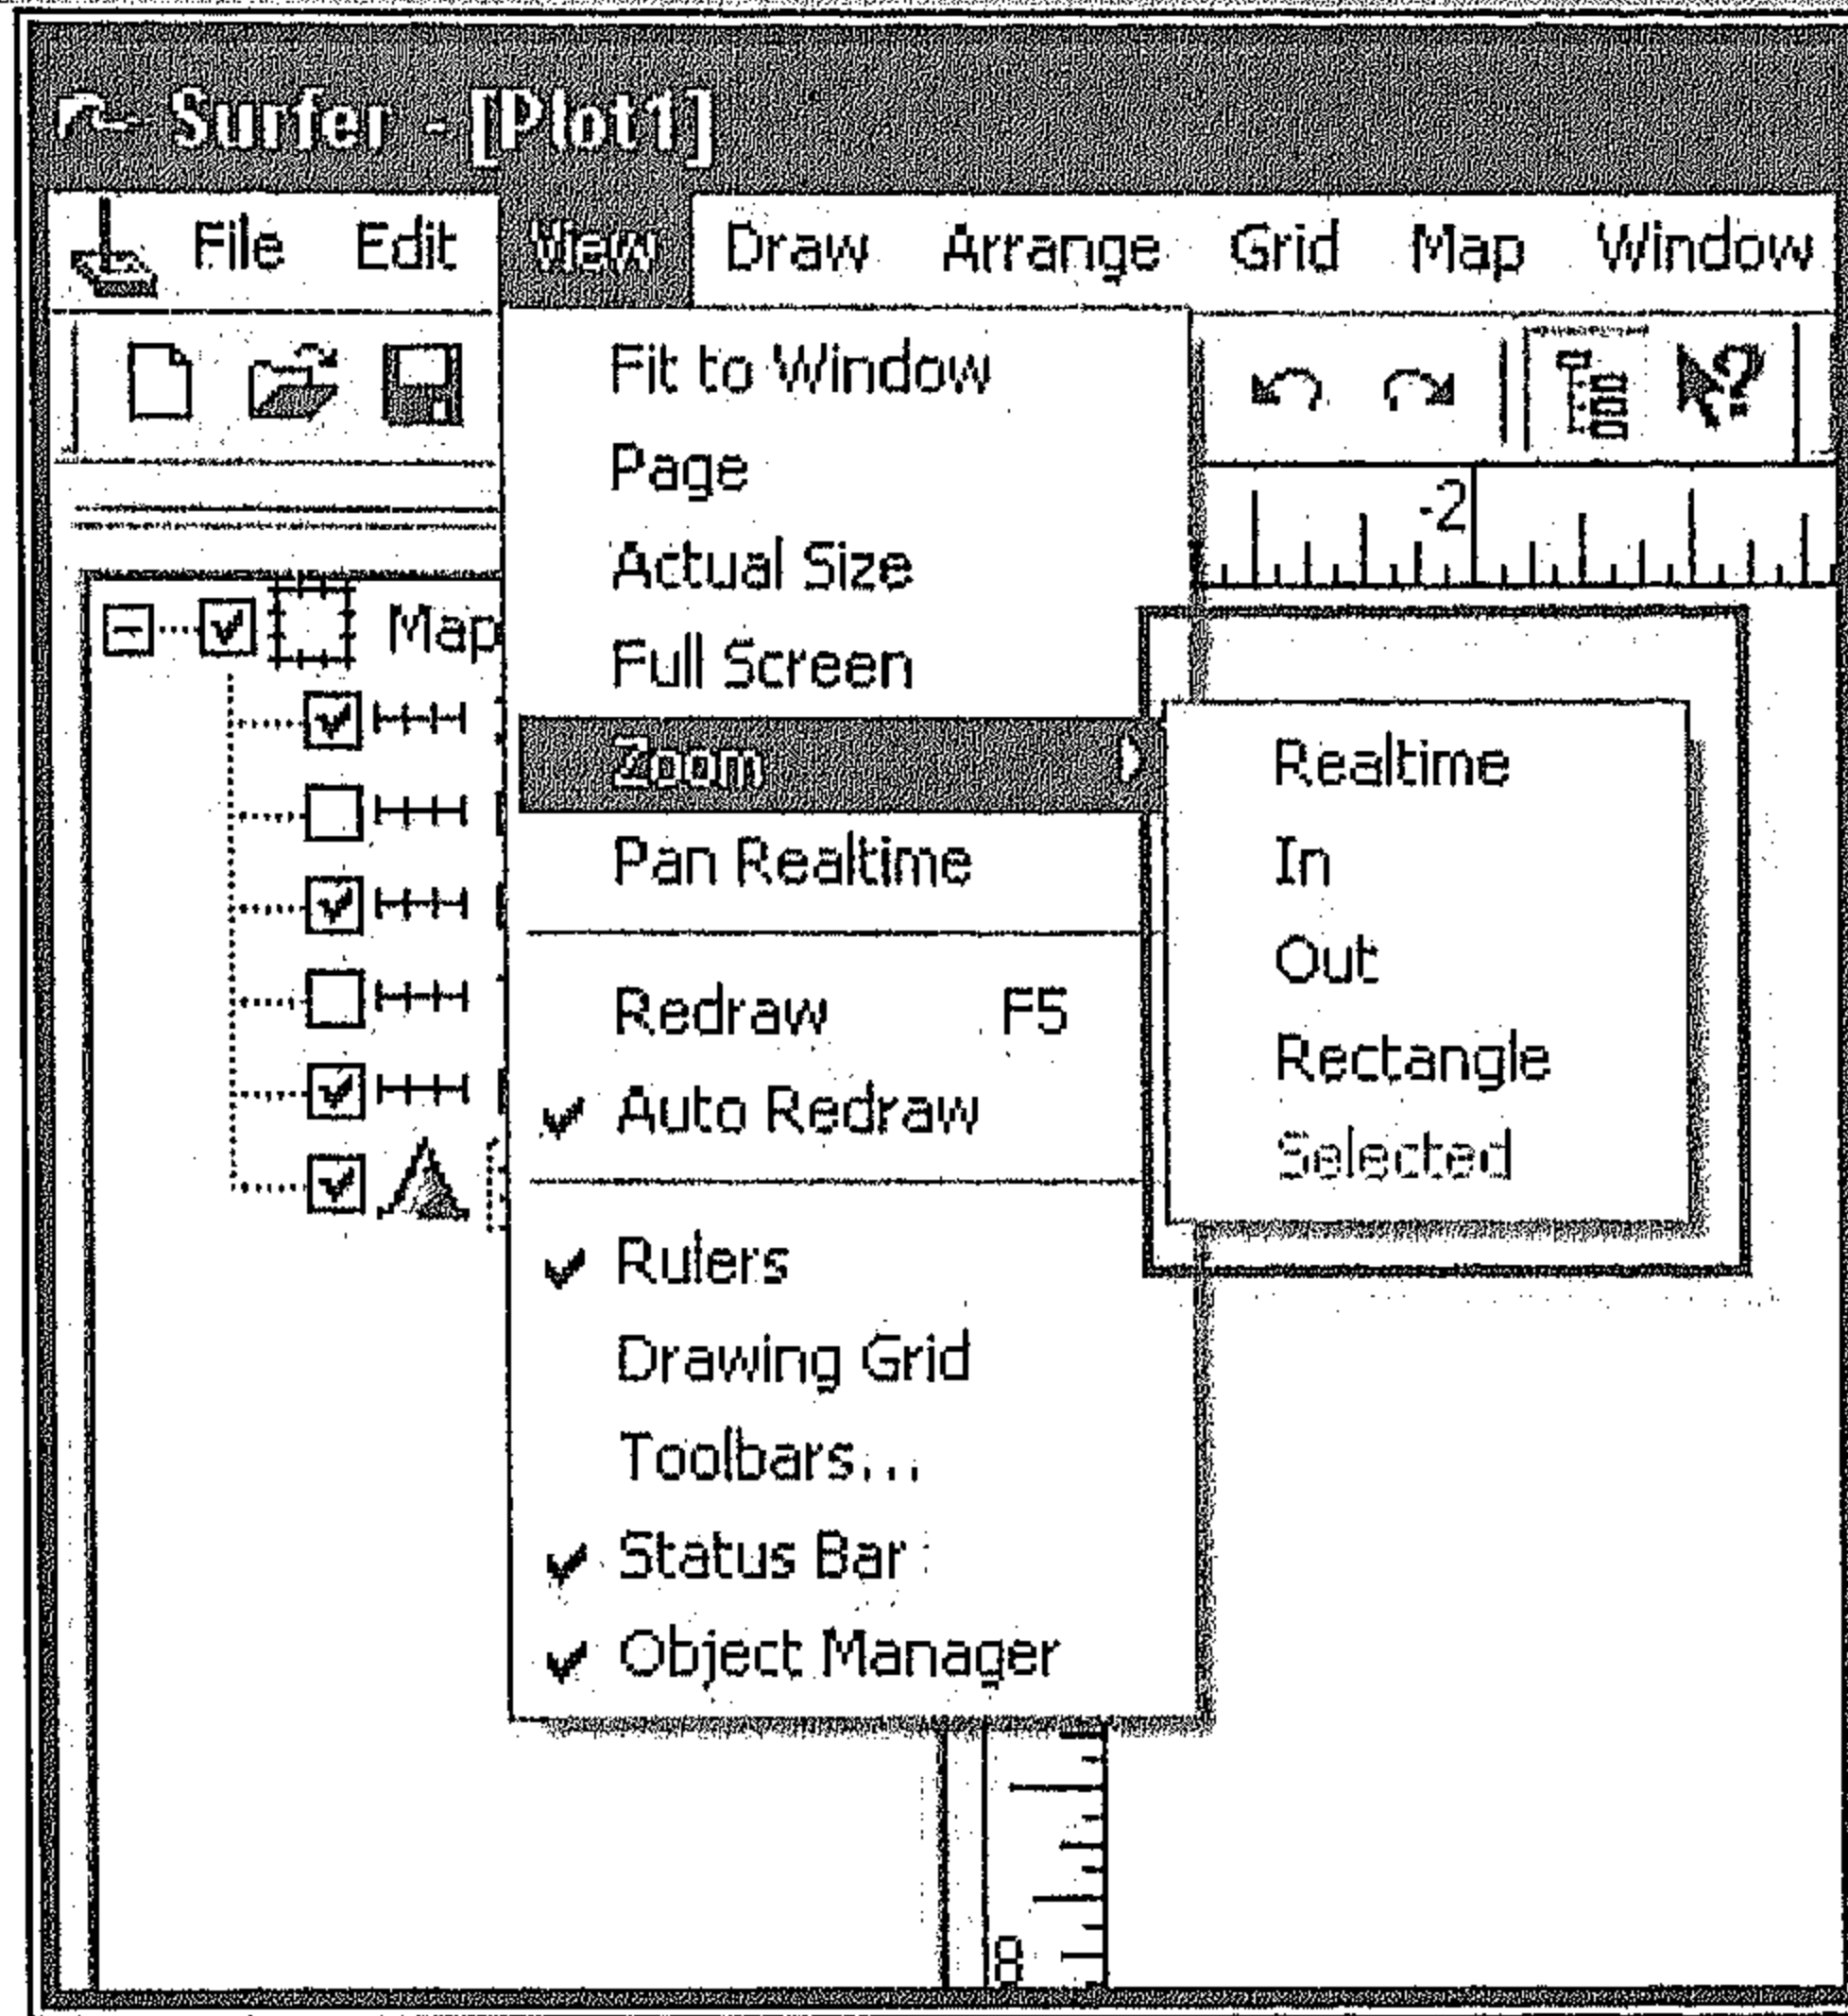 Surfer - [Plot1]
File Edit View Draw Arrange Grid Map Window
Fit to Window
Page
-2
Actual Size
Map
Full Screen
Zoom
Realtime
Pan Realtime
In
Out
Redraw F5
Rectangle
Auto Redraw
Selected
Rulers
Drawing Grid
Toolbars...
Status Bar
Object Manager
8